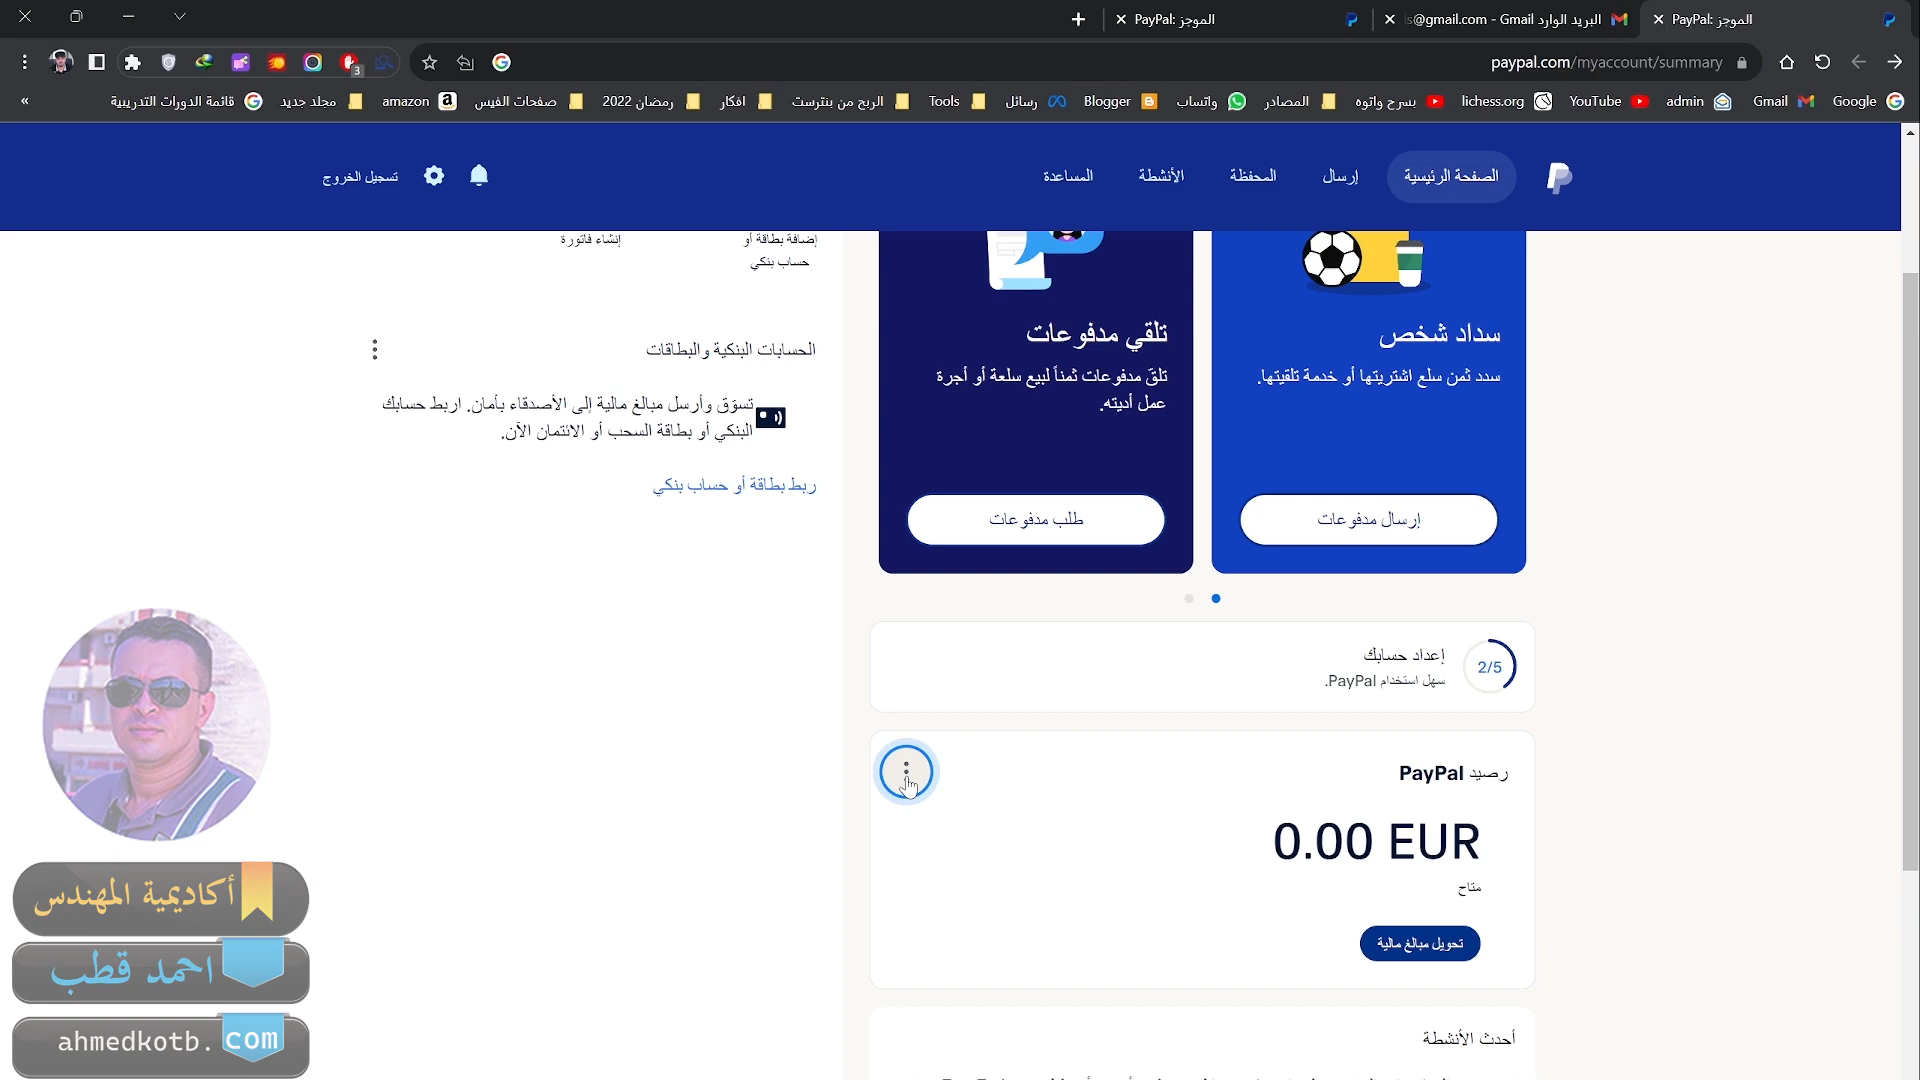 PayPal: الموجز
البريد الوارد - s@gmail.com - Gmail
PayPal: الموجز
paypal.com/myaccount/summary
3
Google
Gmail
admin
YouTube
lichess.org
بسرح واتوه
المصادر
واتساب
Blogger
رسائل
Tools
الربح من بنترست
افكار
رمضان 2022
صفحات الفيس
amazon
مجلد جديد
قائمة الدورات التدريبية
الصفحة الرئيسية
إرسال
المحفظة
الأنشطة
المساعدة
تسجيل الخروج
سداد شخص
سدد ثمن سلع اشتريتها أو خدمة تلقيتها.
إرسال مدفوعات
تلقي مدفوعات
تلقَ مدفوعات ثمناً لبيع سلعة أو أجرة
عمل أديته.
طلب مدفوعات
إعداد حسابك
سهل استخدام PayPal.
2/5
رصيد PayPal
0.00 EUR
متاح
تحويل مبالغ مالية
أحدث الأنشطة
إضافة بطاقة أو
حساب بنكي
إنشاء فاتورة
الحسابات البنكية والبطاقات
تسوّق وأرسل مبالغ مالية إلى الأصدقاء بأمان. اربط حسابك
البنكي أو بطاقة السحب أو الائتمان الآن.
ربط بطاقة أو حساب بنكي
أكاديمية المهندس
احمد قطب
ahmedkotb.com